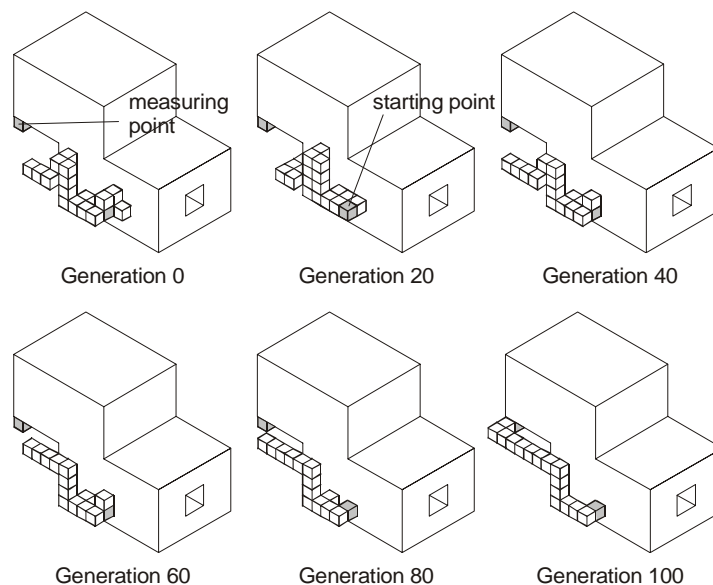 measuring
point
starting point
Generation 0
Generation 20
Generation 40
Generation 60
Generation 80
Generation 100